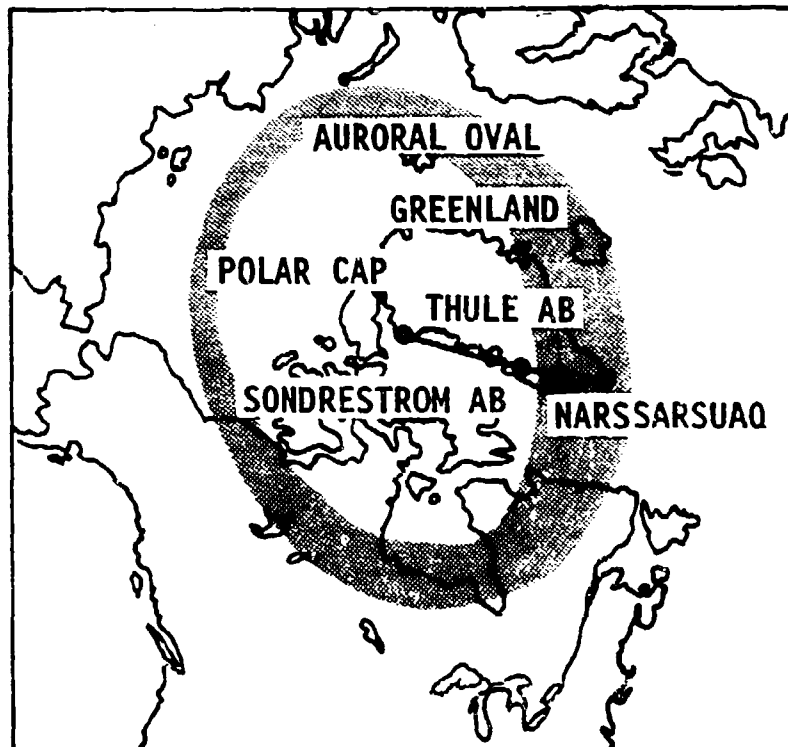 AURORAL OVAL
GREENLAND
POLAR CAP
THULE AB
SONDRESTROM AB
NARSSARSUAQ